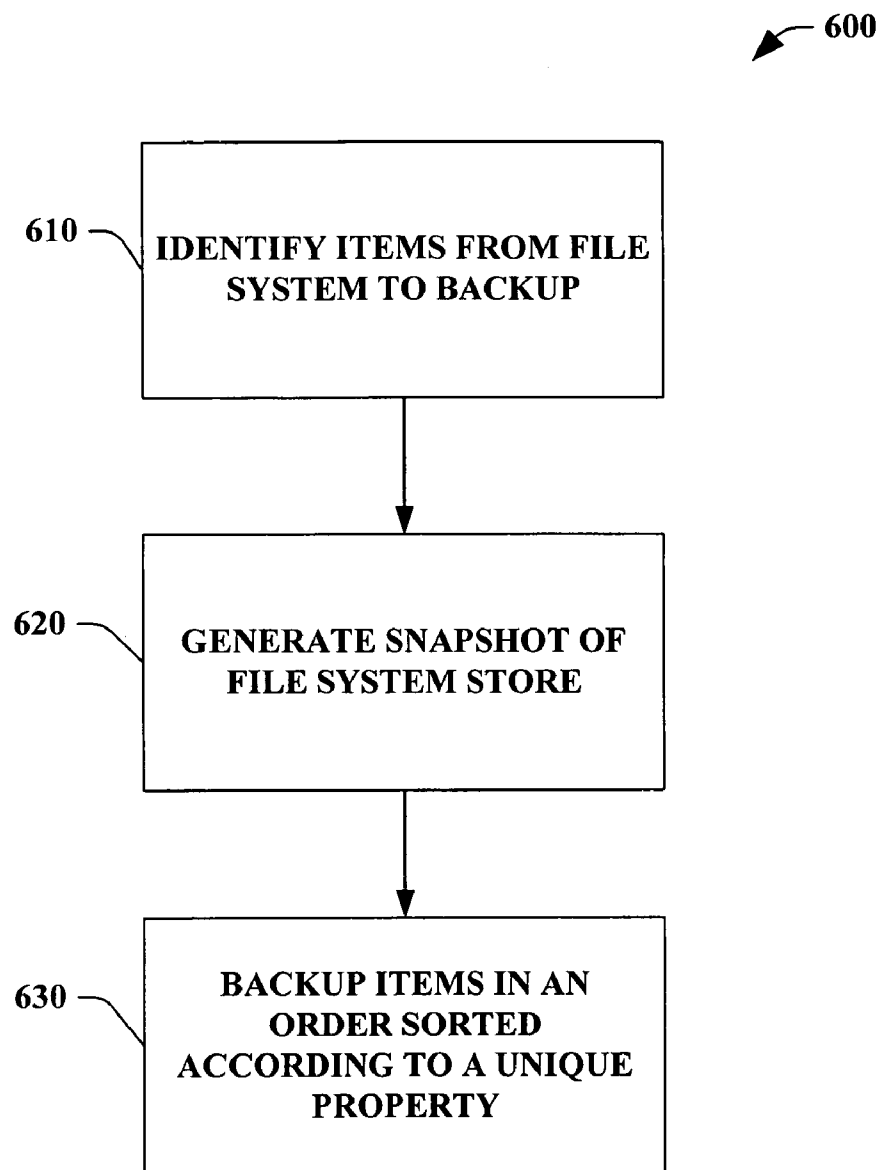 600
610
IDENTIFY ITEMS FROM FILE
SYSTEM TO BACKUP
620
GENERATE SNAPSHOT OF
FILE SYSTEM STORE
630
BACKUP ITEMS IN AN
ORDER SORTED
ACCORDING TO A UNIQUE
PROPERTY